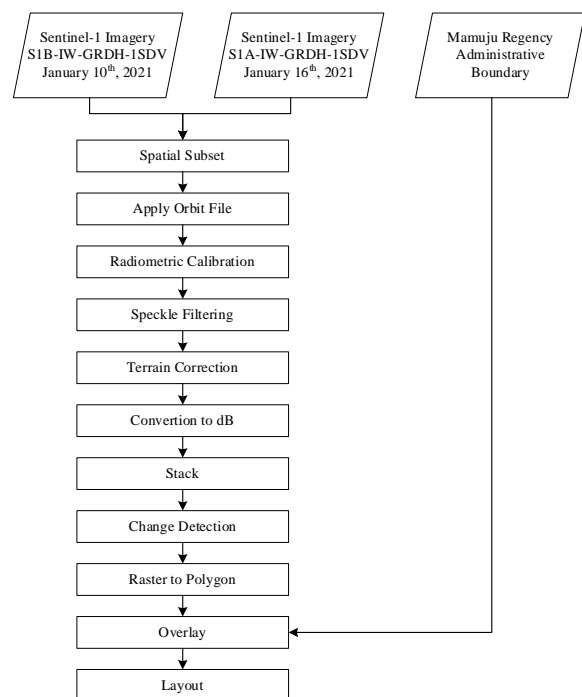 Sentinel-1 Imagery
S1B-IW-GRDH-1SDV
January 10th, 2021
Sentinel-1 Imagery
S1A-IW-GRDH-1SDV
January 16th, 2021
Mamuju Regency
Administrative
Boundary
Spatial Subset
Apply Orbit File
Radiometric Calibration
Speckle Filtering
Terrain Correction
Convertion to dB
Stack
Change Detection
Raster to Polygon
Overlay
Layout